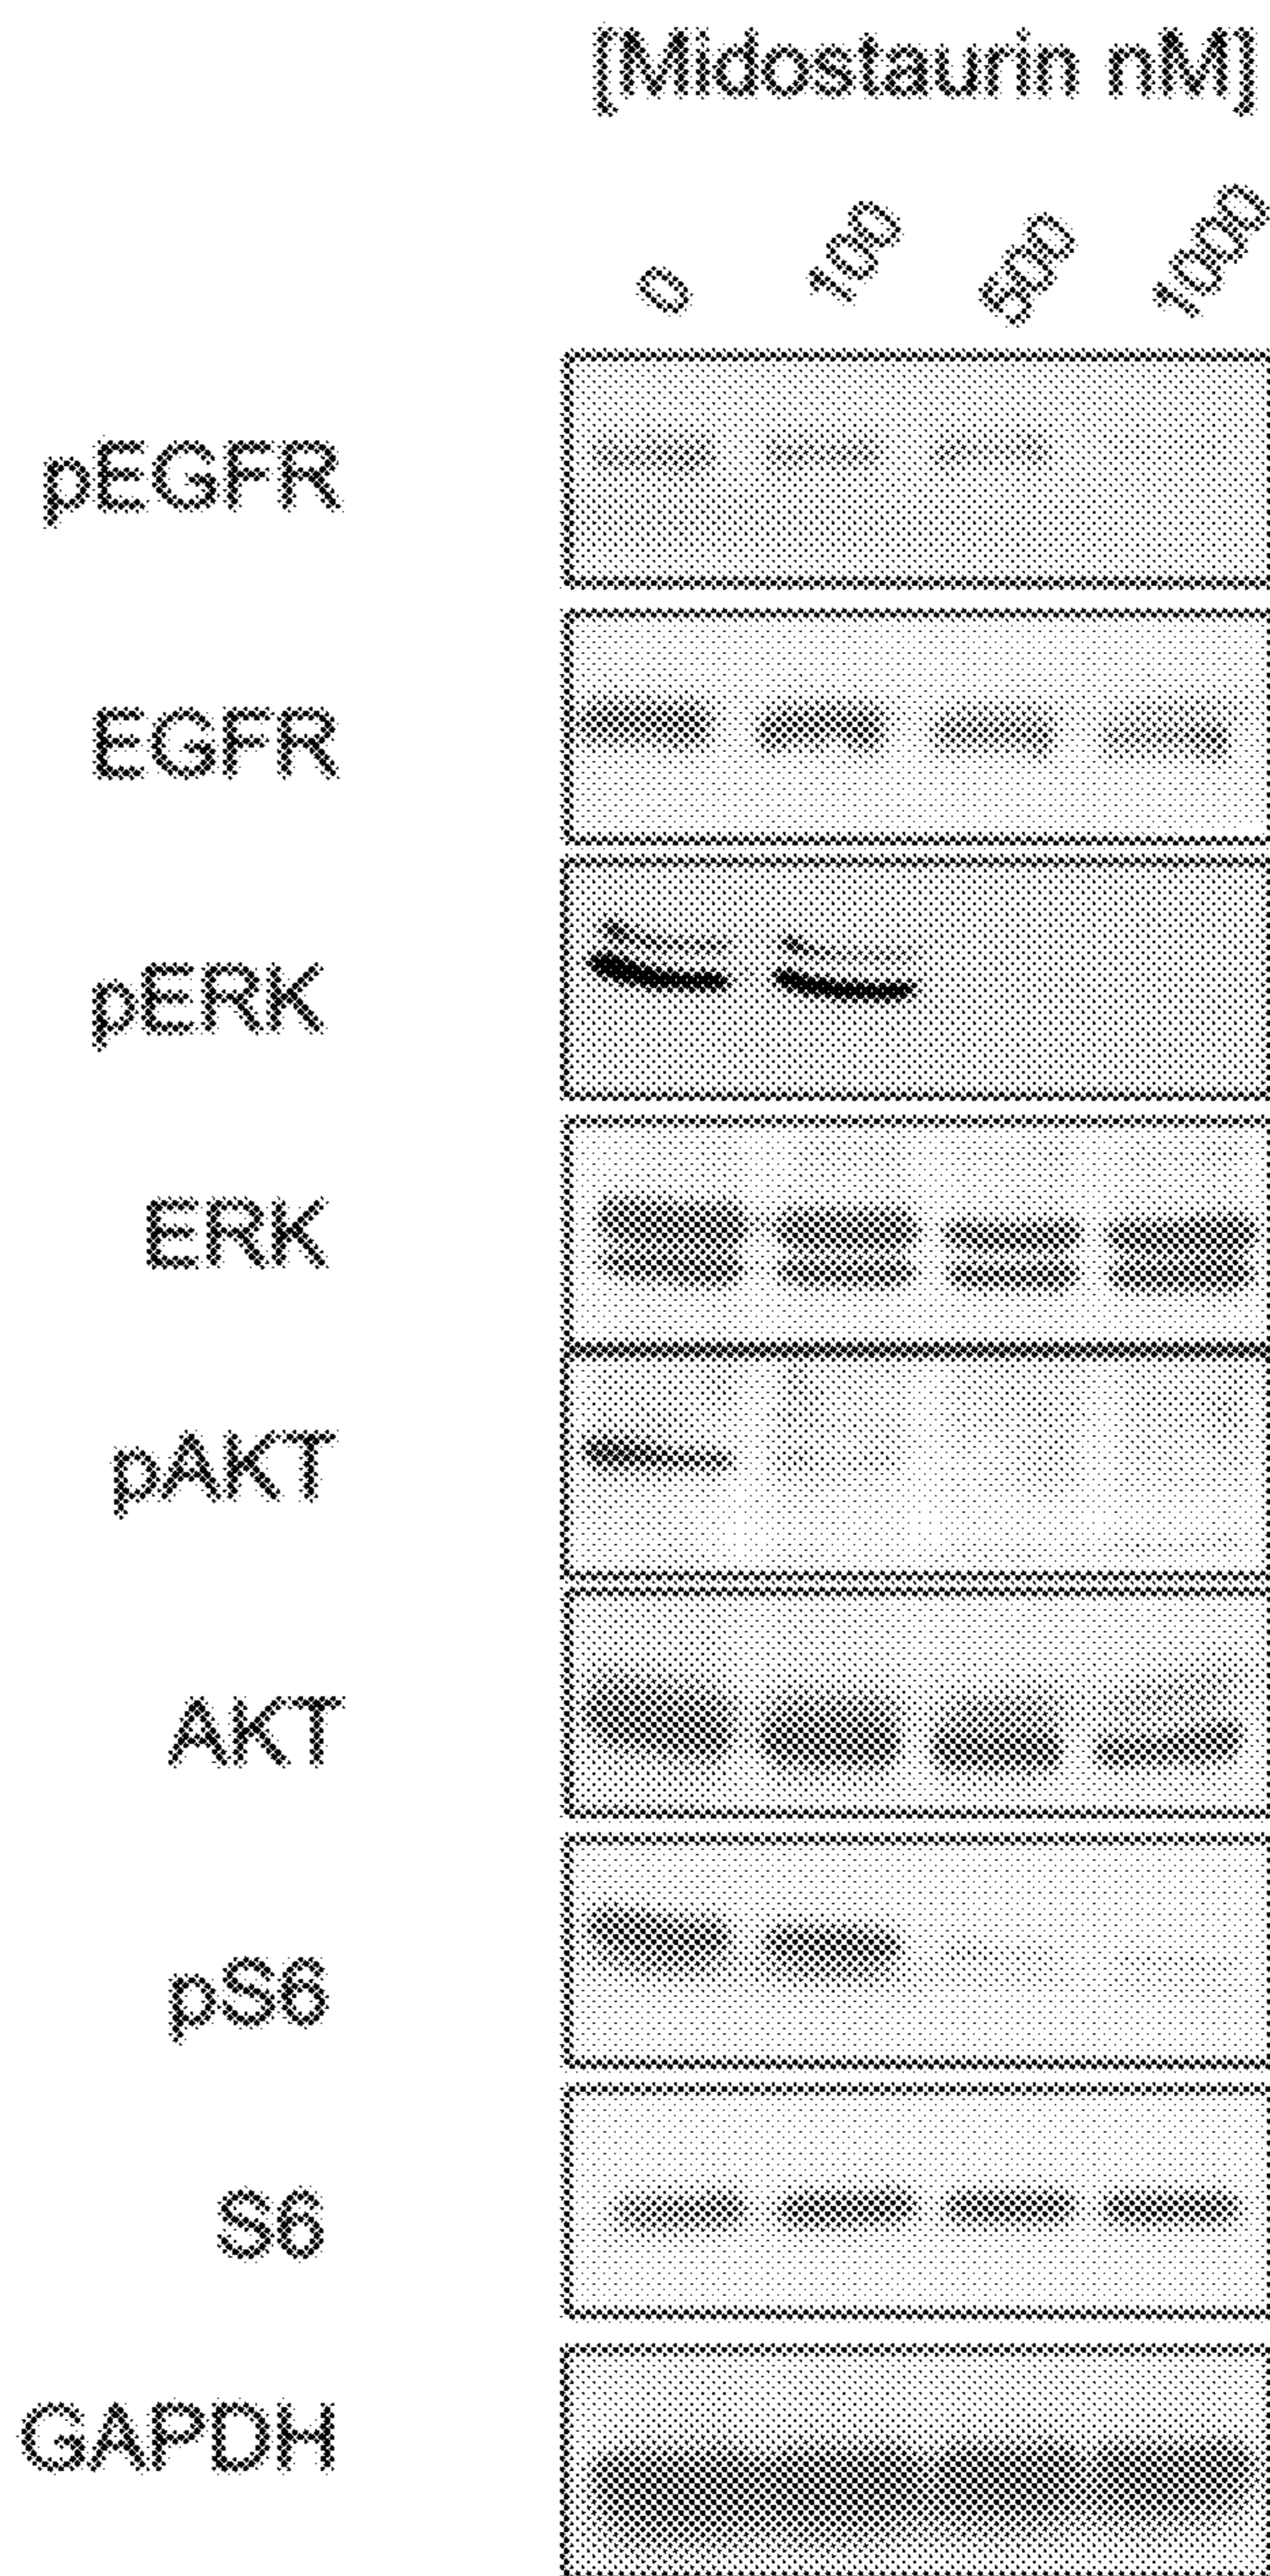 [Midostaurin nM]
0 100 500 1000
pEGFR
EGFR
pERK
ERK
pAKT
AKT
pS6
S6
GAPDH